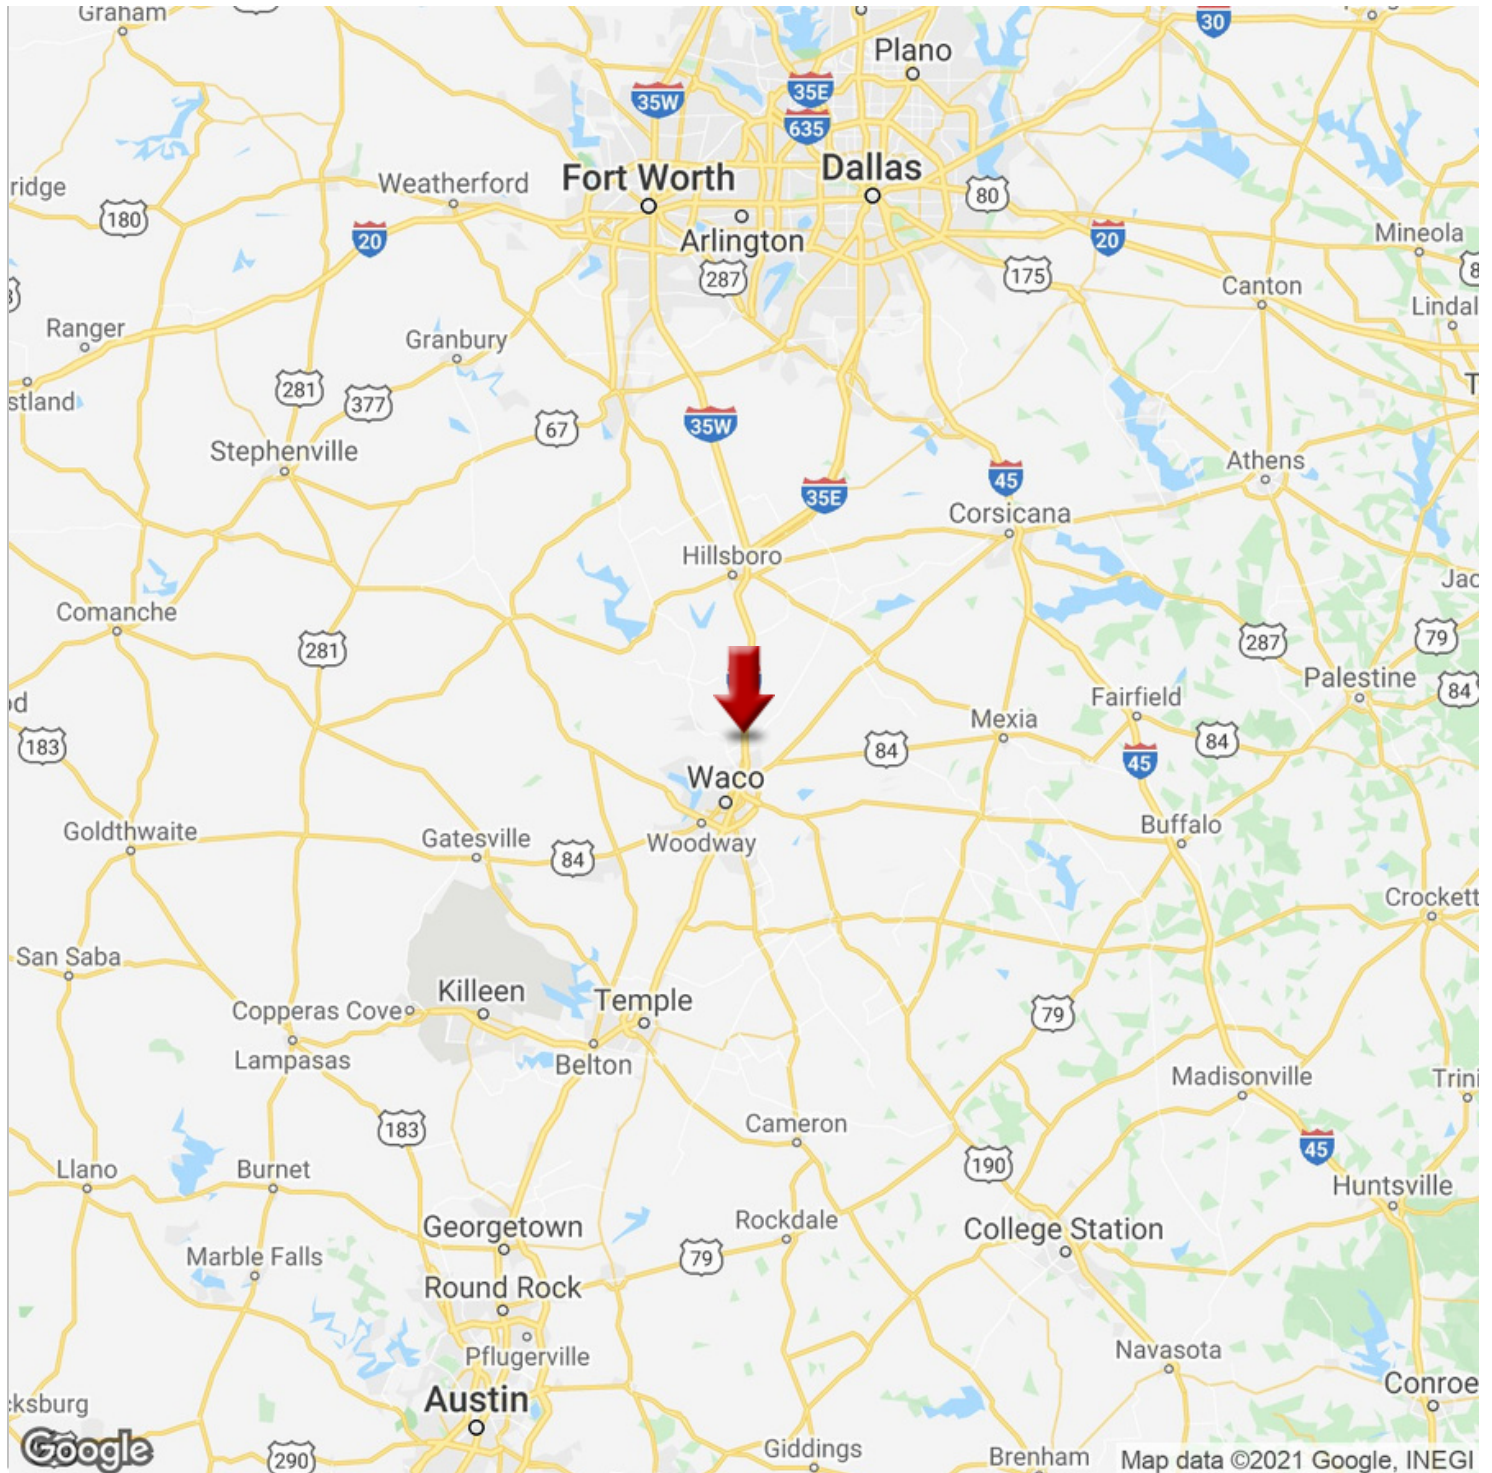 Graham
30
Plano
35W
35E
635
Weatherford
Fort Worth
Dallas
ridge
180
80
20
Arlington
20
Mineola
287
175
8
Canton
Lindal
Ranger
Granbury
281
377
stland
T
35W
67
Stephenville
Athens
45
35E
Corsicana
Hillsboro
Jac
Comanche
281
287
79
Palestine
84
Fairfield
od
Mexia
183
84
84
45
Waco
Goldthwaite
Gatesville
Woodway
Buffalo
84
Crockett
San Saba
Killeen
Temple
Copperas Cove
79
Lampasas
Belton
Madisonville
Trini
183
Cameron
45
Llano
Burnet
190
Huntsville
Georgetown
Rockdale
College Station
Marble Falls
79
Round Rock
Pflugerville
Navasota
Austin
Conroe
cksburg
Google
290
Giddings
Brenham
Map data ©2021 Google, INEGI